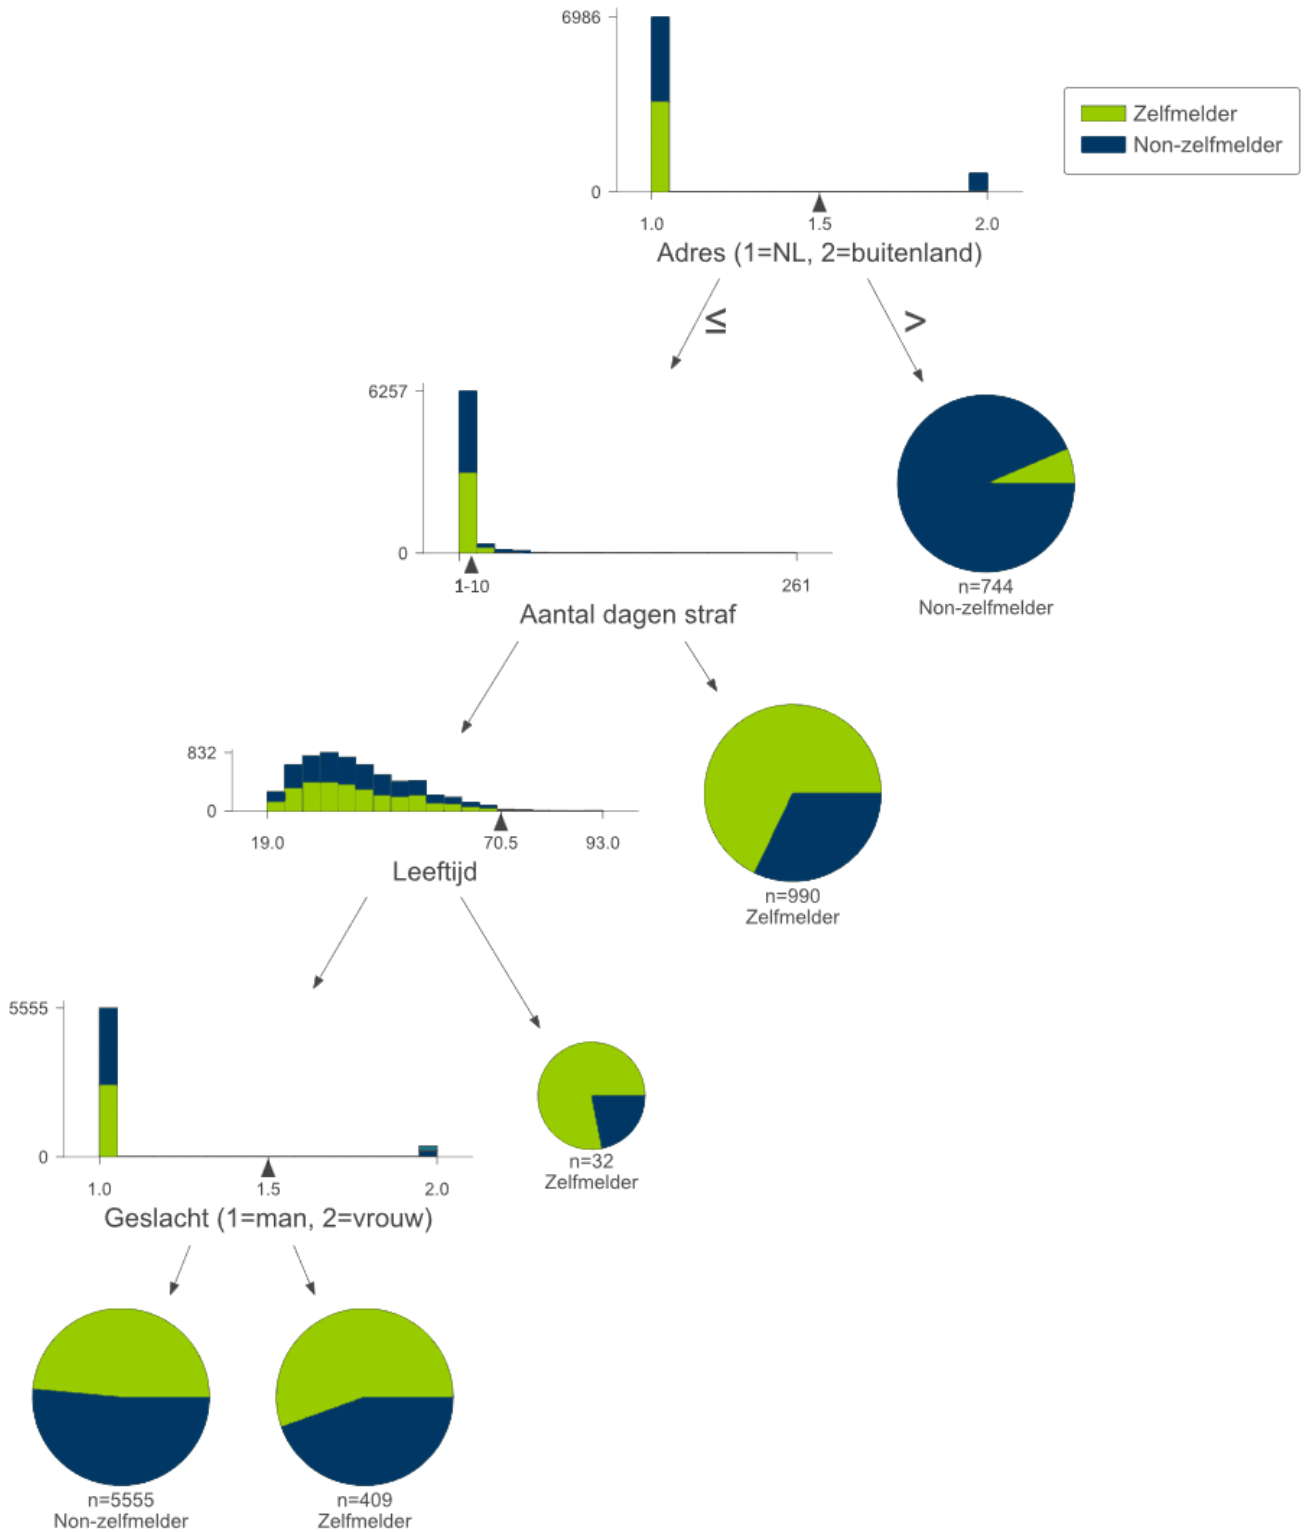 6986
0
1.0 1.5 2.0
Adres (1=NL, 2=buitenland)
Zelfmelder
Non-zelfmelder
≤ >
6257
0
1-10 261
Aantal dagen straf
n=744
Non-zelfmelder
832
0
19.0 70.5 93.0
Leeftijd
n=990
Zelfmelder
5555
0
1.0 1.5 2.0
Geslacht (1=man, 2=vrouw)
n=32
Zelfmelder
n=5555
Non-zelfmelder
n=409
Zelfmelder